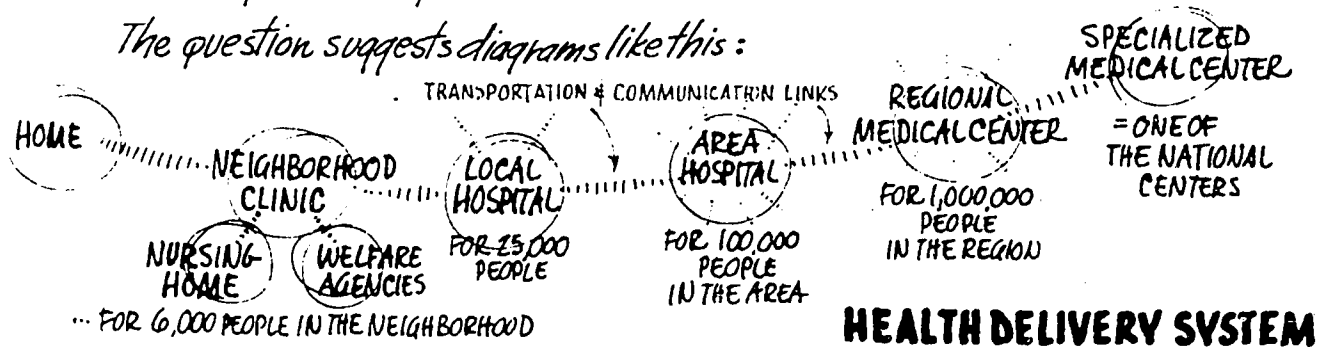 The question suggests diagrams like this:
TRANSPORTATION & COMMUNICATION LINKS
HOME
NEIGHBORHOOD
CLINIC
NURSING
HOME
WELFARE
AGENCIES
... FOR 6,000 PEOPLE IN THE NEIGHBORHOOD
LOCAL
HOSPITAL
FOR 25,000
PEOPLE
AREA
HOSPITAL
FOR 100,000
PEOPLE
IN THE AREA
REGIONAL
MEDICAL CENTER
FOR 1,000,000
PEOPLE
IN THE REGION
SPECIALIZED
MEDICAL CENTER
= ONE OF
THE NATIONAL
CENTERS
HEALTH DELIVERY SYSTEM